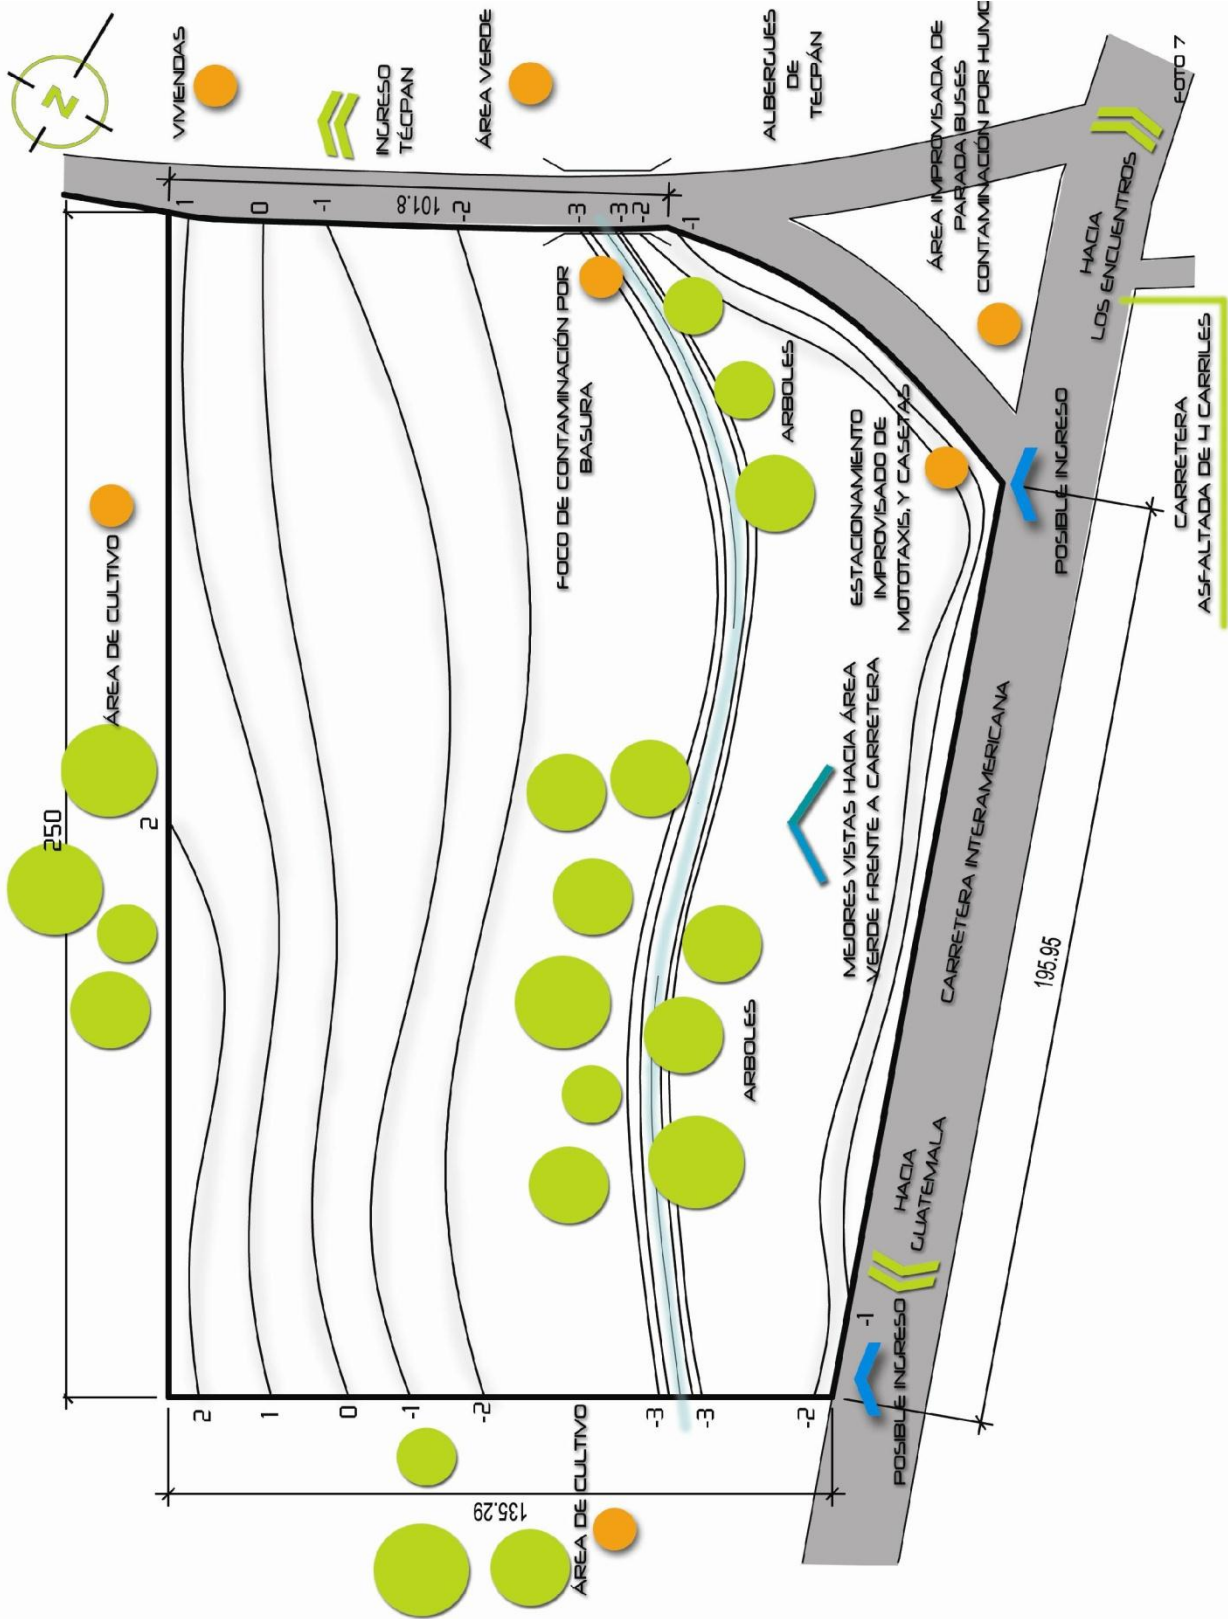 N
VIVIENDAS
INGRESO
TÉCPAN
ÁREA VERDE
ALBERGUES
DE
TECPÁN
ÁREA IMPROVISADA DE
PARADA BUSES
CONTAMINACIÓN POR HUMO
FOTO 7
250
101.8
1
0
-1
-2
-3
-3
-2
-1
HACIA
LOS ENCUENTROS
ÁREA DE CULTIVO
2
FOCO DE CONTAMINACIÓN POR
BASURA
ARBOLES
ESTACIONAMIENTO
IMPROVISADO DE
MOTOTAXIS, Y CASETAS
POSIBLE INGRESO
CARRETERA
ASFALTADA DE 4 CARRILES
MEJORES VISTAS HACIA ÁREA
VERDE FRENTE A CARRETERA
CARRETERA INTERAMERICANA
195.95
ARBOLES
HACIA
GUATEMALA
-1
POSIBLE INGRESO
2
1
0
-1
-2
-3
-3
-2
135.29
ÁREA DE CULTIVO